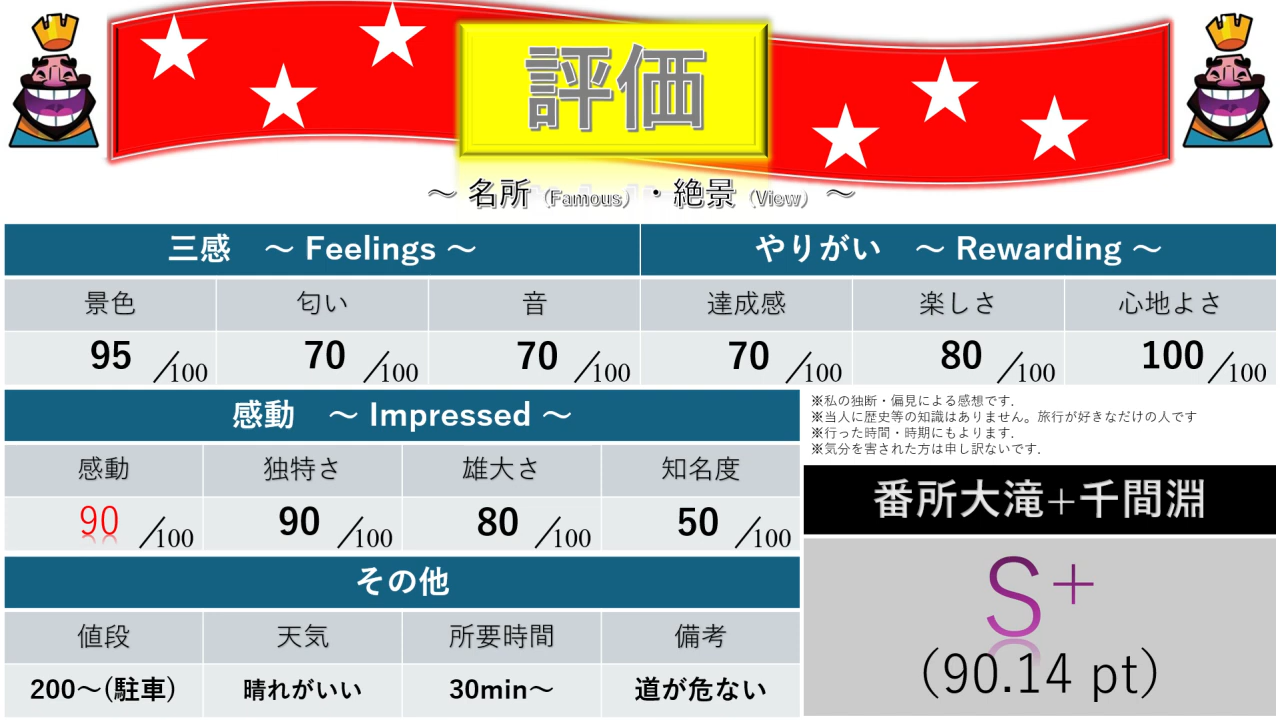 評価
～ 名所（Famous）・絶景（View） ～
三感　～ Feelings ～
やりがい　～ Rewarding ～
景色 匂い 音 達成感 楽しさ 心地よさ
95／100 70／100 70／100 70／100 80／100 100／100
感動　～ Impressed ～
感動 独特さ 雄大さ 知名度
90／100 90／100 80／100 50／100
その他
値段 天気 所要時間 備考
200～(駐車) 晴れがいい 30min～ 道が危ない
※私の独断・偏見による感想です.
※当人に歴史等の知識はありません。旅行が好きなだけの人です
※行った時間・時期にもよります.
※気分を害された方は申し訳ないです.
番所大滝+千間淵
S+
(90.14 pt)